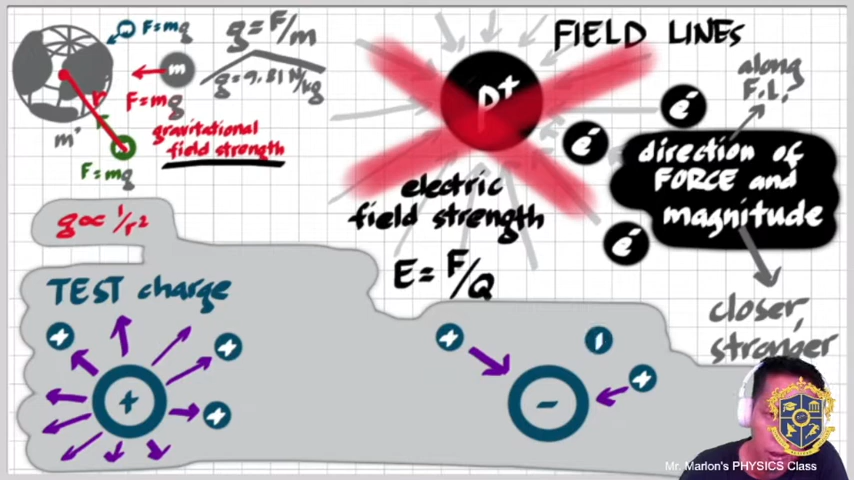 F=mg
g=F/m
g=9.81 N/kg
m
F=mg
r
m
F=mg
gravitational
field strength
g∝1/r²
FIELD LINES
along
F.L.
P+
e-
e-
e-
direction of
FORCE and
magnitude
closer,
stronger
electric
field strength
E=F/Q
TEST charge
+
+
+
+
+
-
+
-
Mr. Marlon's PHYSICS Class